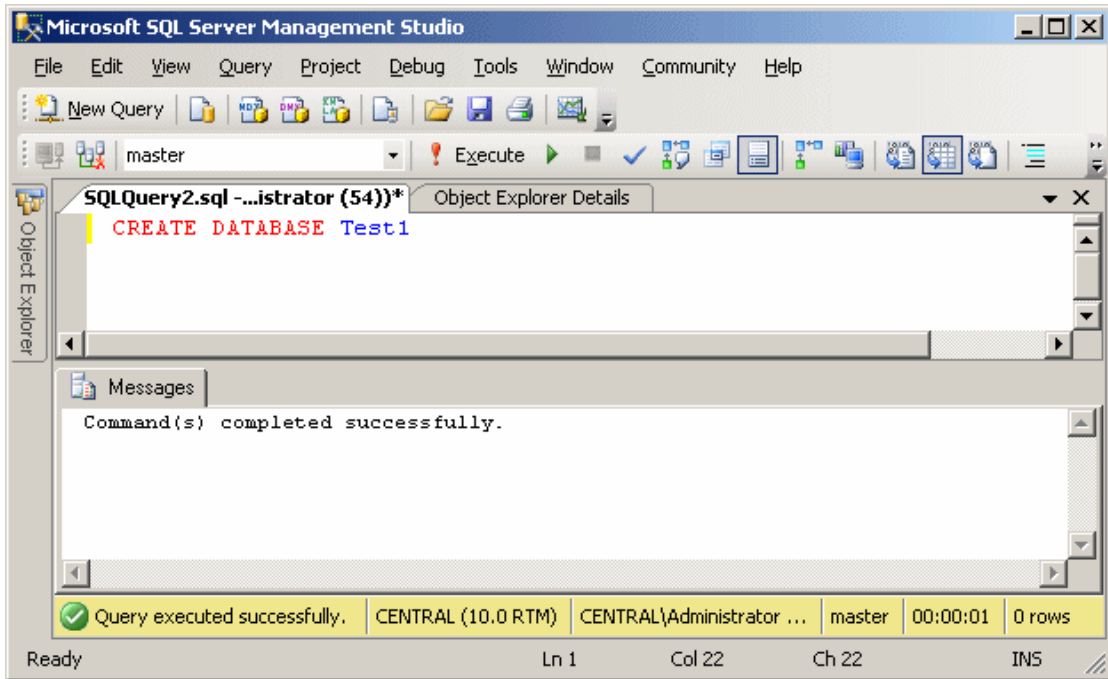 Microsoft SQL Server Management Studio
File Edit View Query Project Debug Tools Window Community Help
New Query
master Execute
SQLQuery2.sql -...istrator (54))* Object Explorer Details
Object Explorer
CREATE DATABASE Test1
Messages
Command(s) completed successfully.
Query executed successfully. CENTRAL (10.0 RTM) CENTRAL\Administrator ... master 00:00:01 0 rows
Ready Ln 1 Col 22 Ch 22 INS